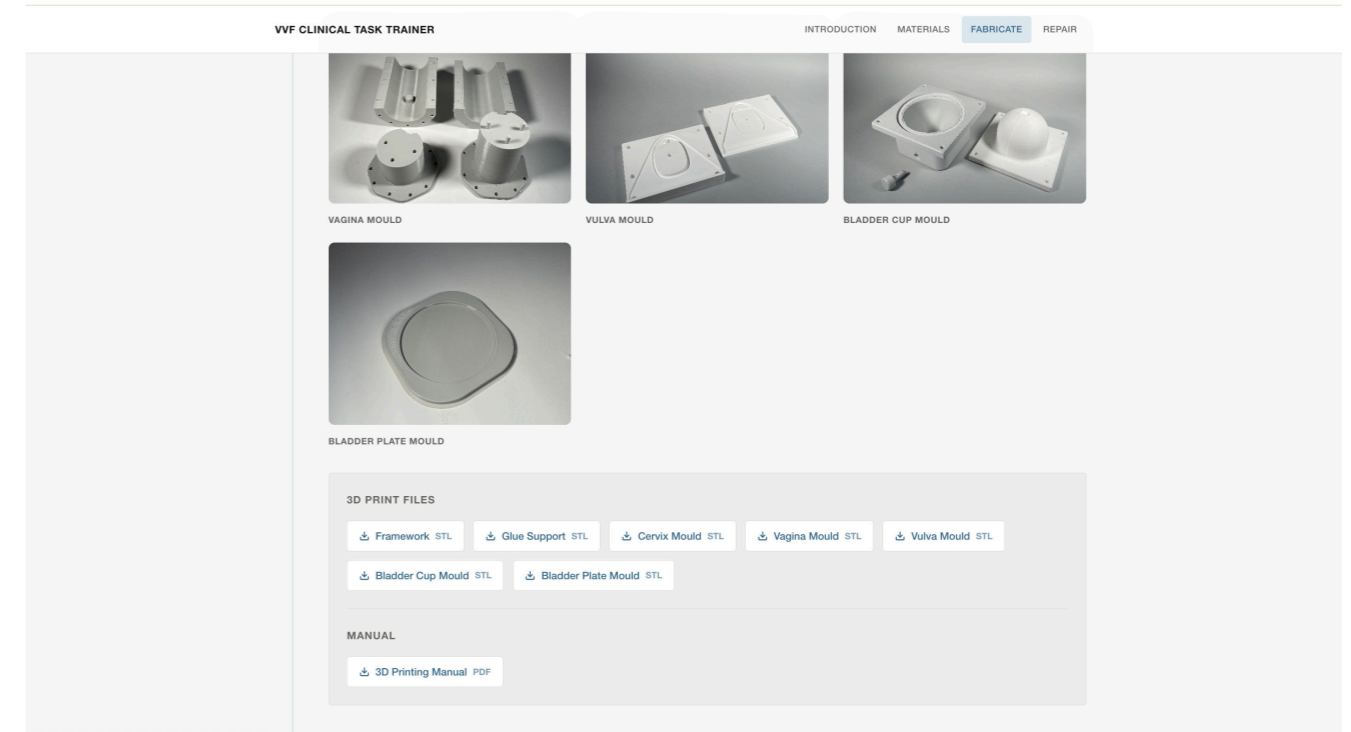 VVF CLINICAL TASK TRAINER
INTRODUCTION MATERIALS FABRICATE REPAIR
VAGINA MOULD
VULVA MOULD
BLADDER CUP MOULD
BLADDER PLATE MOULD
3D PRINT FILES
Framework STL
Glue Support STL
Cervix Mould STL
Vagina Mould STL
Vulva Mould STL
Bladder Cup Mould STL
Bladder Plate Mould STL
MANUAL
3D Printing Manual PDF